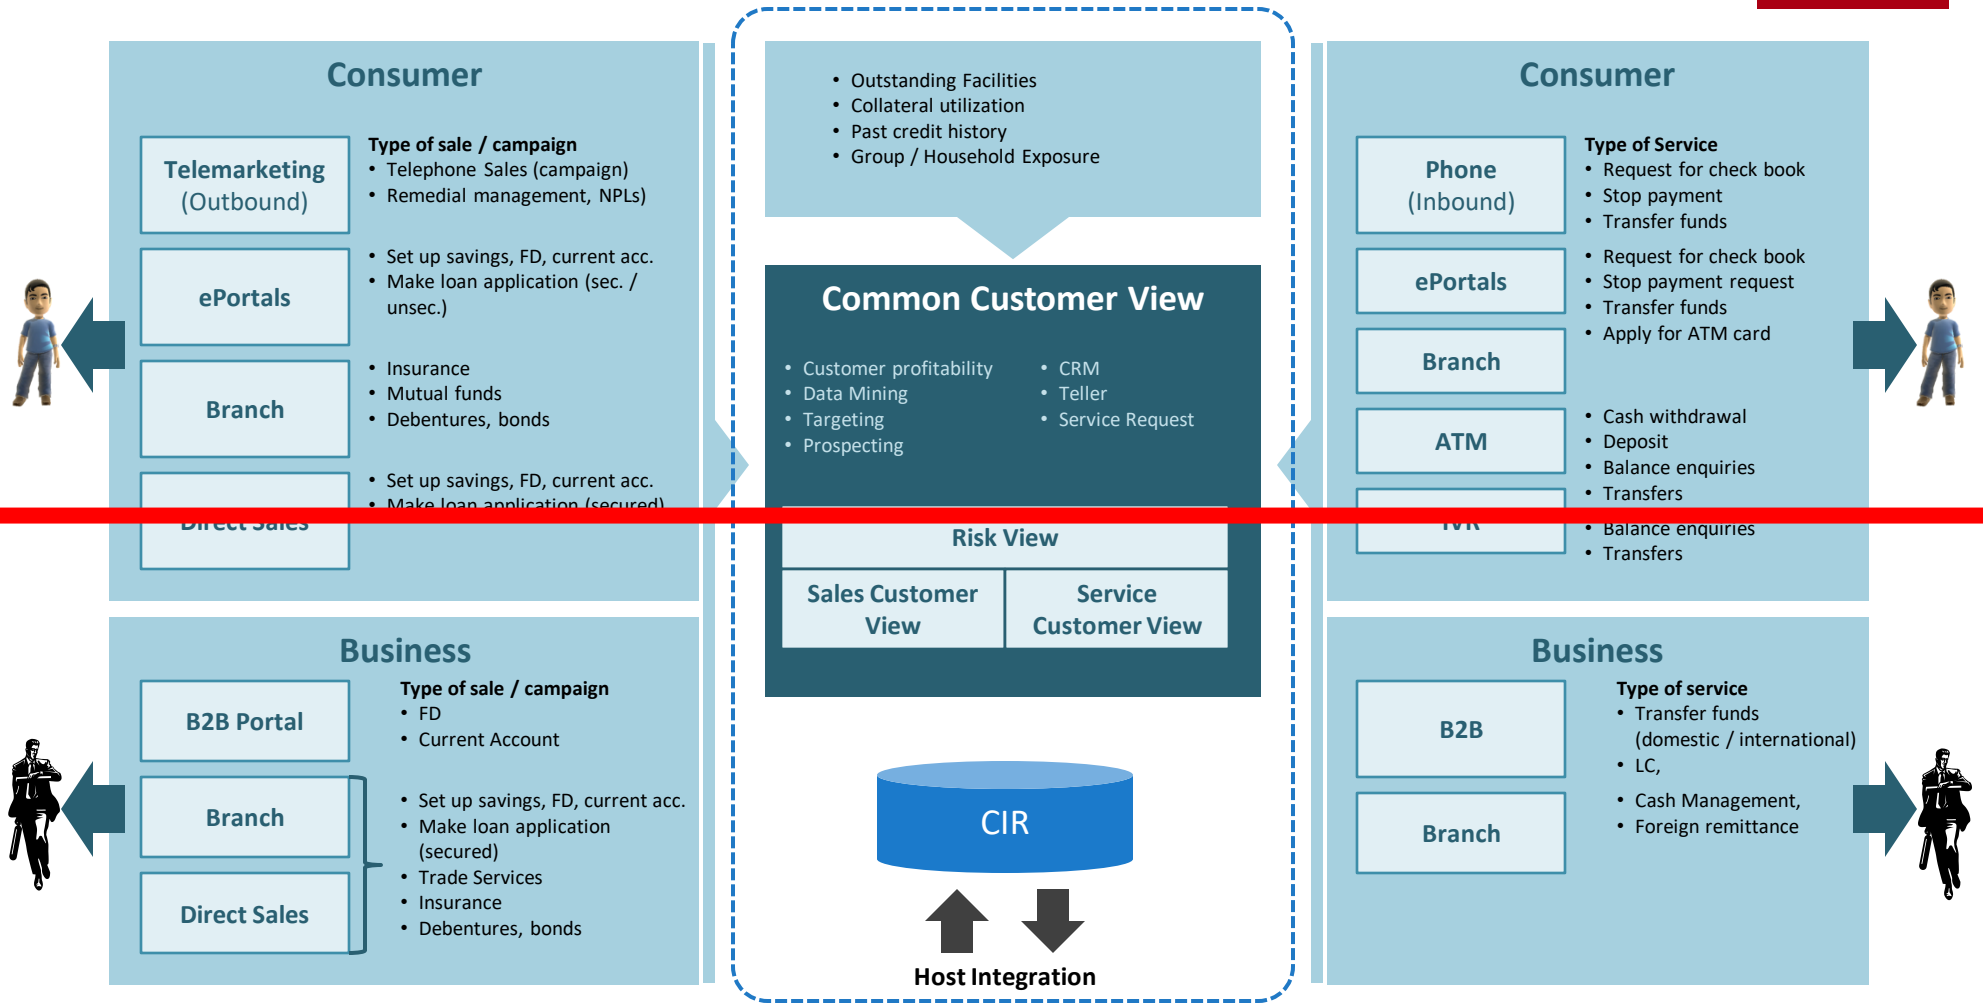 Consumer
Telemarketing
(Outbound)
Type of sale / campaign
• Telephone Sales (campaign)
• Remedial management, NPLs)
ePortals
• Set up savings, FD, current acc.
• Make loan application (sec. /
unsec.)
Branch
• Insurance
• Mutual funds
• Debentures, bonds
Direct Sales
• Set up savings, FD, current acc.
• Make loan application (secured)
Business
B2B Portal
Type of sale / campaign
• FD
• Current Account
Branch
Direct Sales
• Set up savings, FD, current acc.
• Make loan application
(secured)
• Trade Services
• Insurance
• Debentures, bonds
• Outstanding Facilities
• Collateral utilization
• Past credit history
• Group / Household Exposure
Common Customer View
• Customer profitability
• Data Mining
• Targeting
• Prospecting
• CRM
• Teller
• Service Request
Risk View
Sales Customer
View
Service
Customer View
CIR
Host Integration
Consumer
Phone
(Inbound)
Type of Service
• Request for check book
• Stop payment
• Transfer funds
ePortals
• Request for check book
• Stop payment request
• Transfer funds
• Apply for ATM card
Branch
ATM
• Cash withdrawal
• Deposit
• Balance enquiries
• Transfers
IVR
• Balance enquiries
• Transfers
Business
B2B
Type of service
• Transfer funds
(domestic / international)
• LC,
• Cash Management,
• Foreign remittance
Branch